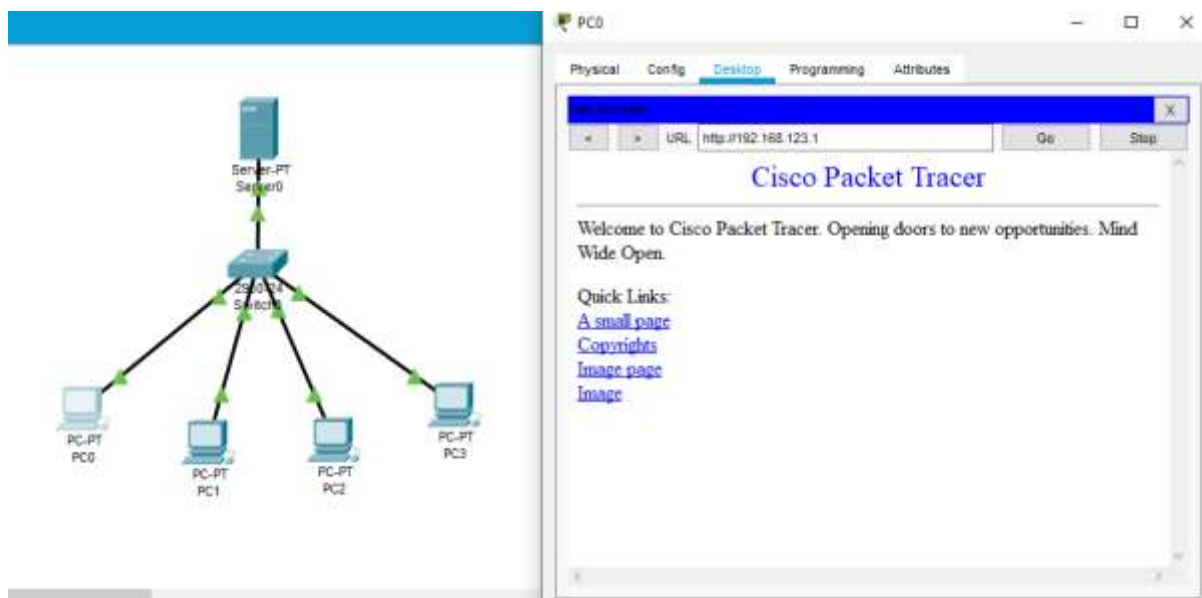 PC0
Physical Config Desktop Programming Attributes
X
< > URL http://192.168.123.1 Go Stop
Cisco Packet Tracer
Welcome to Cisco Packet Tracer. Opening doors to new opportunities. Mind
Wide Open.
Quick Links:
A small page
Copyrights
Image page
Image
Server-PT
Server0
Switch0
PC-PT
PC0
PC-PT
PC1
PC-PT
PC2
PC-PT
PC3